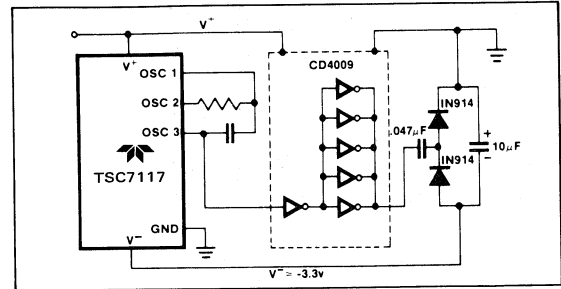 V+
V+
OSC 1
OSC 2
OSC 3
TSC7117
GND
V−
CD4009
.047µF
IN914
IN914
+
10µF
−
V− ≃ -3.3v